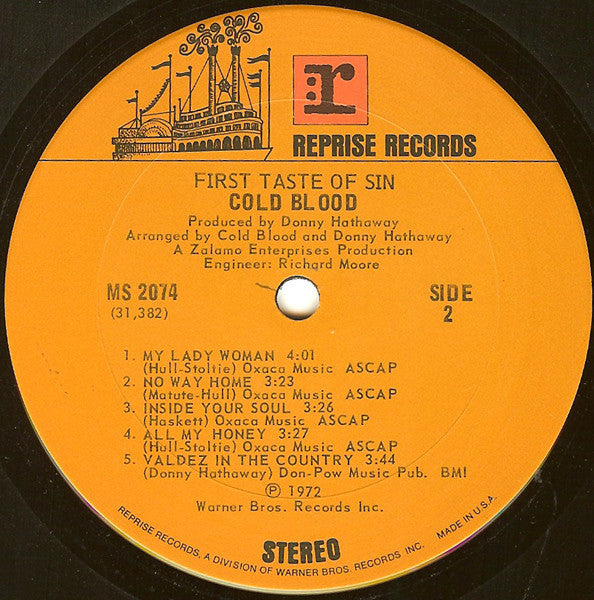 r
REPRISE RECORDS
FIRST TASTE OF SIN
COLD BLOOD
Produced by Donny Hathaway
Arranged by Cold Blood and Donny Hathaway
A Zalamo Enterprises Production
Engineer: Richard Moore
MS 2074
(31,382)
SIDE
2
1. MY LADY WOMAN 4:01
(Hull-Stoltie) Oxaca Music ASCAP
2. NO WAY HOME 3:23
(Matute-Hull) Oxaca Music ASCAP
3. INSIDE YOUR SOUL 3:26
(Haskett) Oxaca Music ASCAP
4. ALL MY HONEY 3:27
(Hull-Stoltie) Oxaca Music ASCAP
5. VALDEZ IN THE COUNTRY 3:44
(Donny Hathaway) Don-Pow Music Pub. BMI
℗ 1972
Warner Bros. Records Inc.
STEREO
REPRISE RECORDS, A DIVISION OF WARNER BROS. RECORDS INC. MADE IN U.S.A.